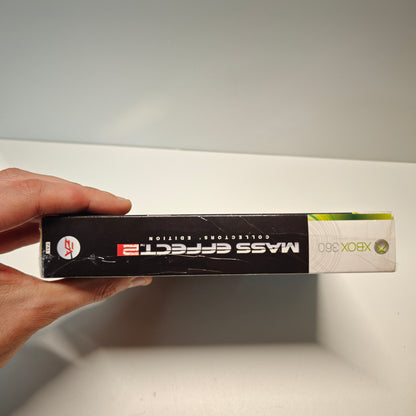 XBOX 360
MASS EFFECT 2
COLLECTORS' EDITION
EA